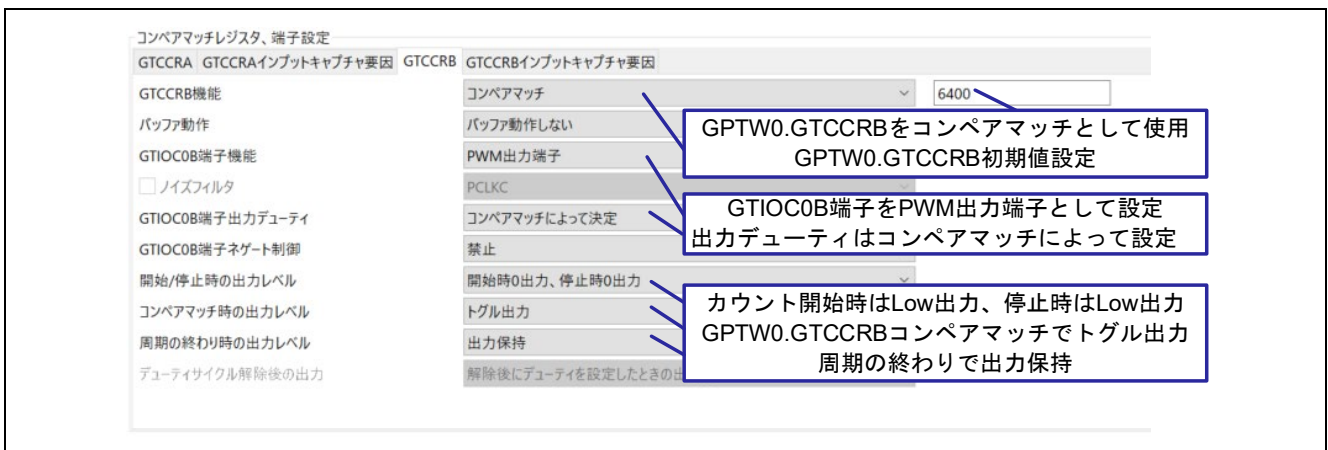 コンペアマッチレジスタ、端子設定
GTCCRA GTCCRAインプットキャプチャ要因 GTCCRB GTCCRBインプットキャプチャ要因
GTCCRB機能 コンペアマッチ 6400
バッファ動作 バッファ動作しない
GPTW0.GTCCRBをコンペアマッチとして使用
GPTW0.GTCCRB初期値設定
GTIOC0B端子機能 PWM出力端子
ノイズフィルタ PCLKC
GTIOC0B端子出力デューティ コンペアマッチによって決定
GTIOC0B端子をPWM出力端子として設定
出力デューティはコンペアマッチによって設定
GTIOC0B端子ネゲート制御 禁止
開始/停止時の出力レベル 開始時0出力、停止時0出力
コンペアマッチ時の出力レベル トグル出力
カウント開始時はLow出力、停止時はLow出力
GPTW0.GTCCRBコンペアマッチでトグル出力
周期の終わりで出力保持
周期の終わり時の出力レベル 出力保持
デューティサイクル解除後の出力 解除後にデューティを設定したときの